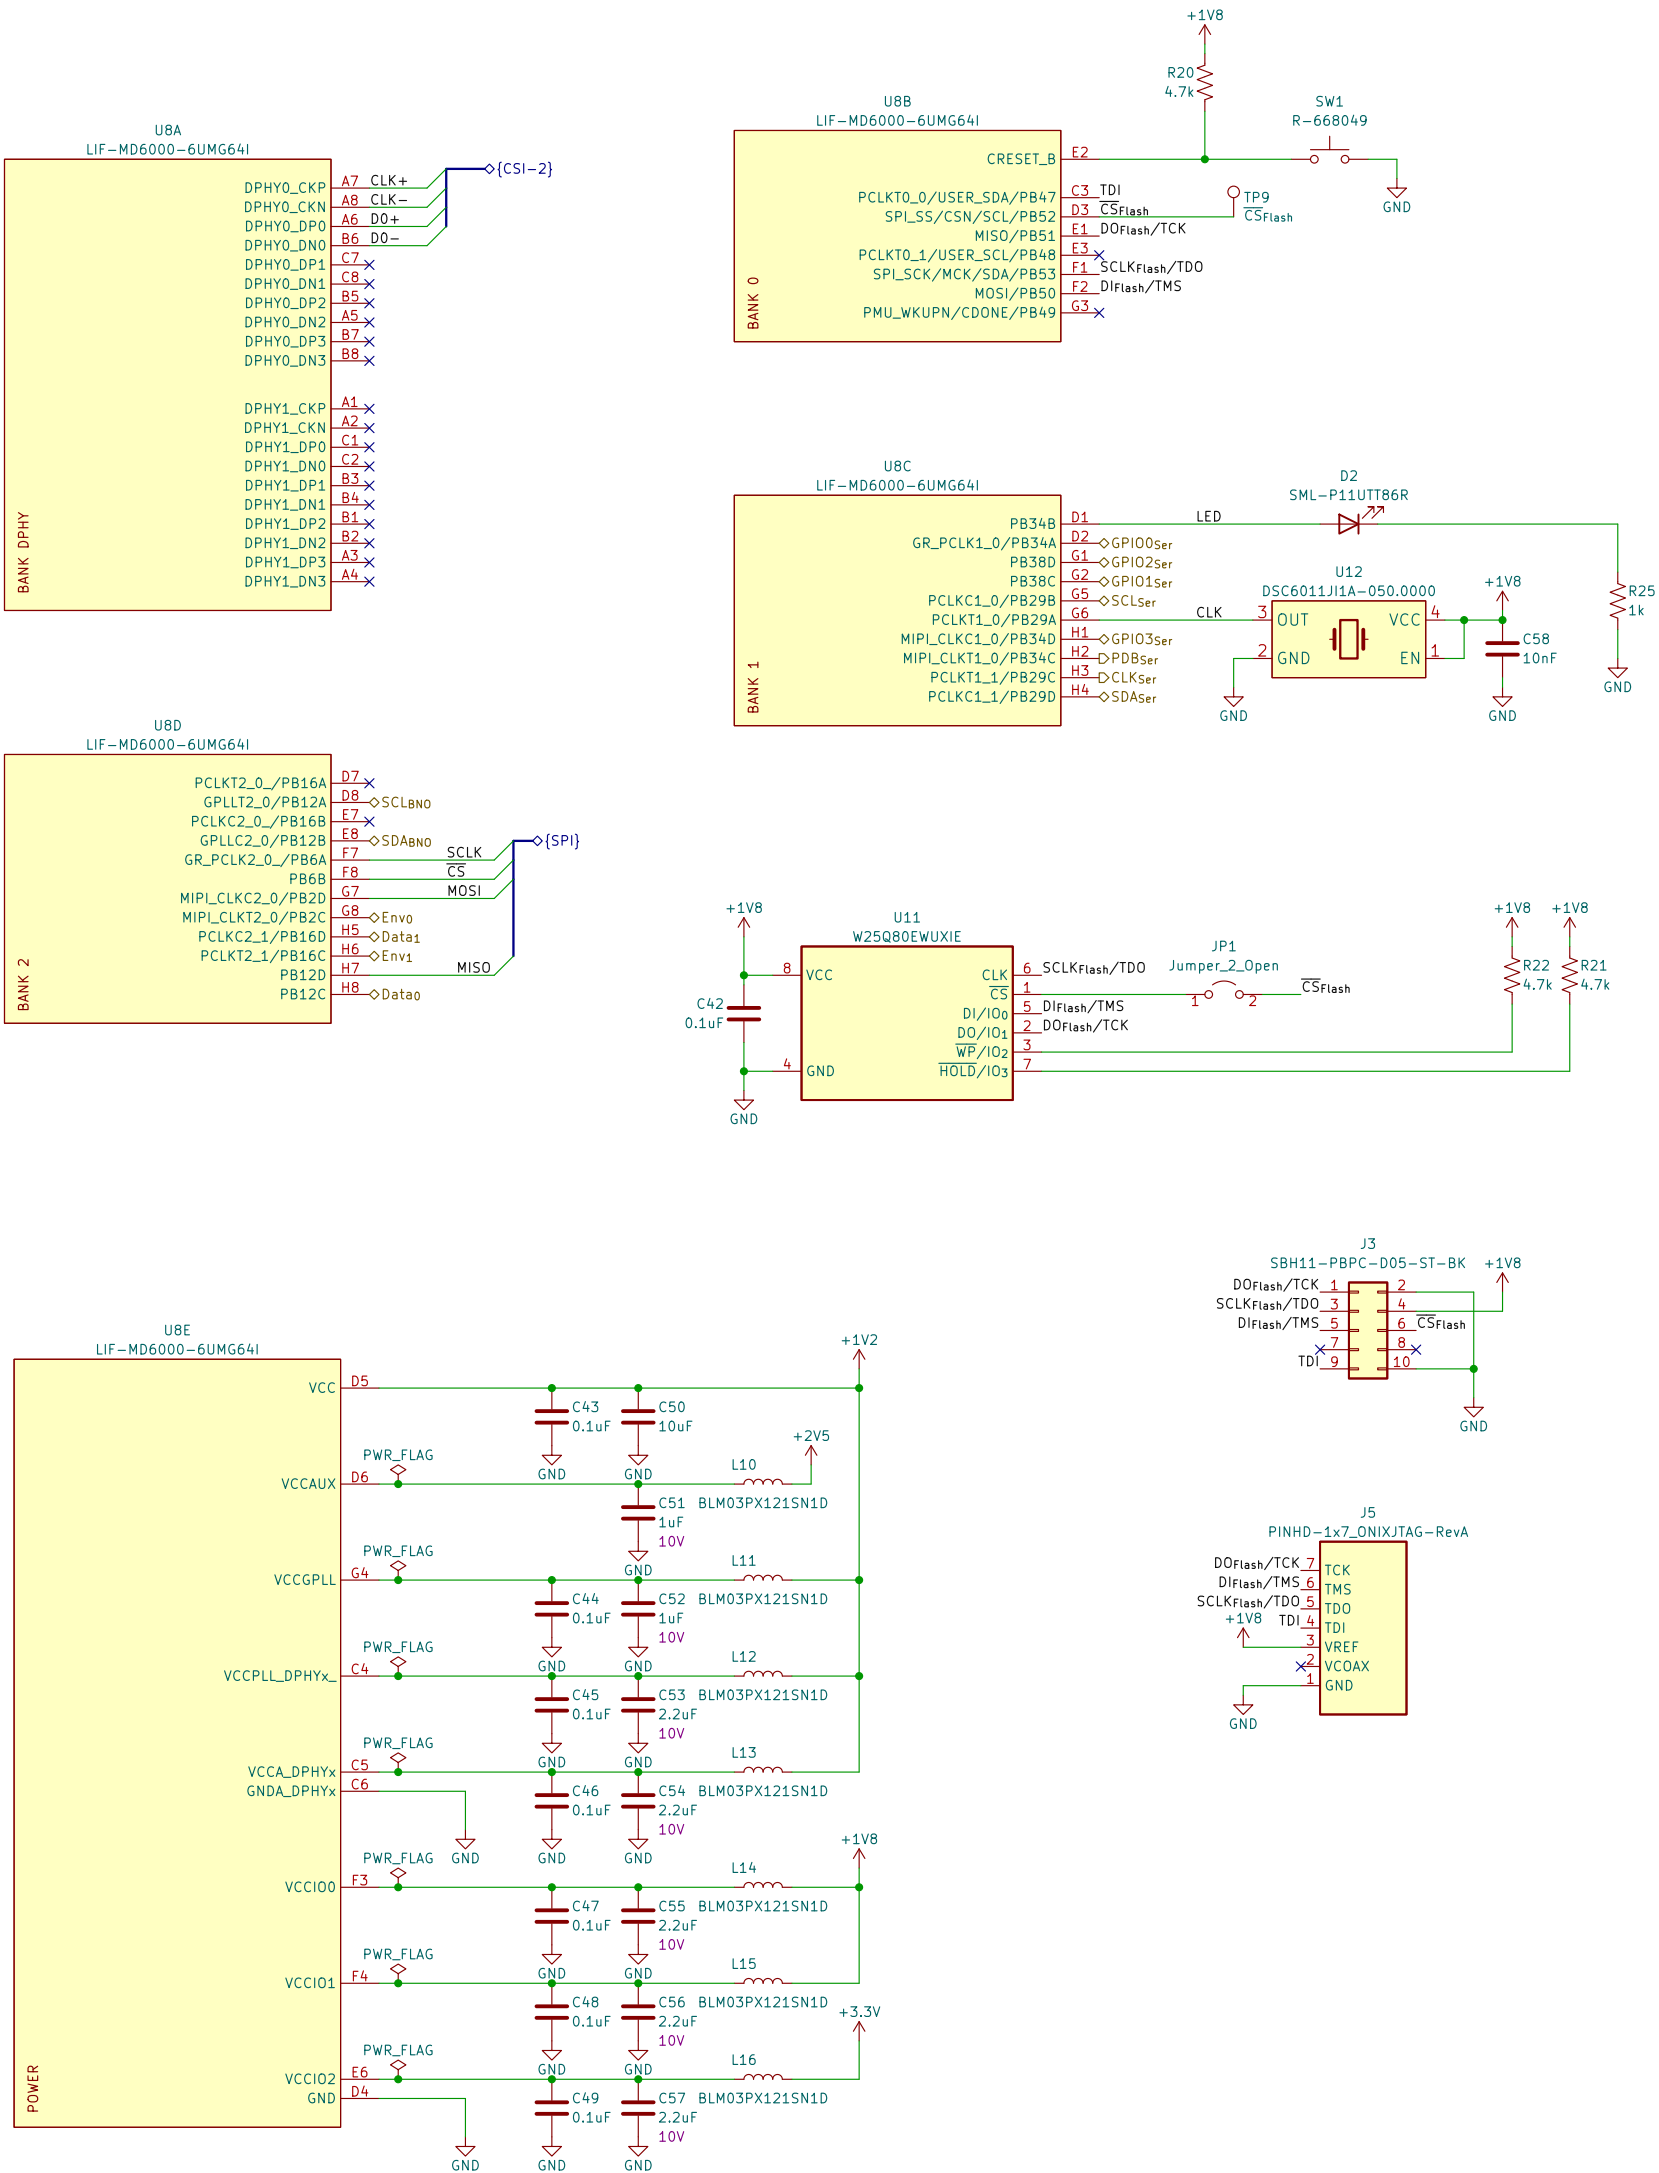 U8A
LIF-MD6000-6UMG64I
DPHY0_CKP A7 CLK+
DPHY0_CKN A8 CLK-
DPHY0_DP0 A6 D0+
DPHY0_DN0 B6 D0-
DPHY0_DP1 C7
DPHY0_DN1 C8
DPHY0_DP2 B5
DPHY0_DN2 A5
DPHY0_DP3 B7
DPHY0_DN3 B8
DPHY1_CKP A1
DPHY1_CKN A2
DPHY1_DP0 C1
DPHY1_DN0 C2
DPHY1_DP1 B3
DPHY1_DN1 B4
DPHY1_DP2 B1
DPHY1_DN2 B2
DPHY1_DP3 A3
DPHY1_DN3 A4
BANK DPHY
{CSI-2}
U8B
LIF-MD6000-6UMG64I
CRESET_B E2
PCLKT0_0/USER_SDA/PB47 C3 TDI
SPI_SS/CSN/SCL/PB52 D3 CSFlash
MISO/PB51 E1 DOFlash/TCK
PCLKT0_1/USER_SCL/PB48 E3
SPI_SCK/MCK/SDA/PB53 F1 SCLKFlash/TDO
MOSI/PB50 F2 DIFlash/TMS
PMU_WKUPN/CDONE/PB49 G3
BANK 0
+1V8
R20
4.7k
SW1
R-668049
GND
TP9
CSFlash
U8C
LIF-MD6000-6UMG64I
PB34B D1 LED
GR_PCLK1_0/PB34A D2 GPIO0Ser
PB38D G1 GPIO2Ser
PB38C G2 GPIO1Ser
PCLKC1_0/PB29B G5 SCLSer
PCLKT1_0/PB29A G6 CLK
MIPI_CLKC1_0/PB34D H1 GPIO3Ser
MIPI_CLKT1_0/PB34C H2 PDBSer
PCLKT1_1/PB29C H3 CLKSer
PCLKC1_1/PB29D H4 SDASer
BANK 1
D2
SML-P11UTT86R
U12
DSC6011JI1A-050.0000
3 OUT VCC 4
2 GND EN 1
GND
+1V8
C58
10nF
GND
R25
1k
GND
U8D
LIF-MD6000-6UMG64I
PCLKT2_0_/PB16A D7
GPLLT2_0/PB12A D8 SCLBNO
PCLKC2_0_/PB16B E7
GPLLC2_0/PB12B E8 SDABNO
GR_PCLK2_0_/PB6A F7 SCLK
PB6B F8 CS
MIPI_CLKC2_0/PB2D G7 MOSI
MIPI_CLKT2_0/PB2C G8 Env0
PCLKC2_1/PB16D H5 Data1
PCLKT2_1/PB16C H6 Env1
PB12D H7 MISO
PB12C H8 Data0
BANK 2
{SPI}
+1V8
C42
0.1uF
GND
U11
W25Q80EWUXIE
8 VCC
4 GND
CLK 6 SCLKFlash/TDO
CS 1
DI/IO0 5 DIFlash/TMS
DO/IO1 2 DOFlash/TCK
WP/IO2 3
HOLD/IO3 7
JP1
Jumper_2_Open
1 2
CSFlash
+1V8
R22
4.7k
+1V8
R21
4.7k
J3
SBH11-PBPC-D05-ST-BK
DOFlash/TCK 1 2
SCLKFlash/TDO 3 4
DIFlash/TMS 5 6 CSFlash
7 8
TDI 9 10
+1V8
GND
J5
PINHD-1x7_ONIXJTAG-RevA
DOFlash/TCK 7 TCK
DIFlash/TMS 6 TMS
SCLKFlash/TDO 5 TDO
TDI 4 TDI
+1V8
3 VREF
2 VCOAX
1 GND
GND
U8E
LIF-MD6000-6UMG64I
VCC D5
+1V2
C43
0.1uF
GND
C50
10uF
GND
PWR_FLAG
VCCAUX D6
L10
BLM03PX121SN1D
+2V5
C51
1uF
10V
GND
PWR_FLAG
VCCGPLL G4
L11
BLM03PX121SN1D
C44
0.1uF
GND
C52
1uF
10V
GND
PWR_FLAG
VCCPLL_DPHYx_ C4
L12
BLM03PX121SN1D
C45
0.1uF
GND
C53
2.2uF
10V
GND
PWR_FLAG
VCCA_DPHYx C5
GNDA_DPHYx C6
GND
L13
BLM03PX121SN1D
C46
0.1uF
GND
C54
2.2uF
10V
GND
PWR_FLAG
VCCIO0 F3
+1V8
L14
BLM03PX121SN1D
C47
0.1uF
GND
C55
2.2uF
10V
GND
PWR_FLAG
VCCIO1 F4
L15
BLM03PX121SN1D
C48
0.1uF
GND
C56
2.2uF
10V
GND
PWR_FLAG
VCCIO2 E6
GND D4
GND
+3.3V
L16
BLM03PX121SN1D
C49
0.1uF
GND
C57
2.2uF
10V
GND
POWER